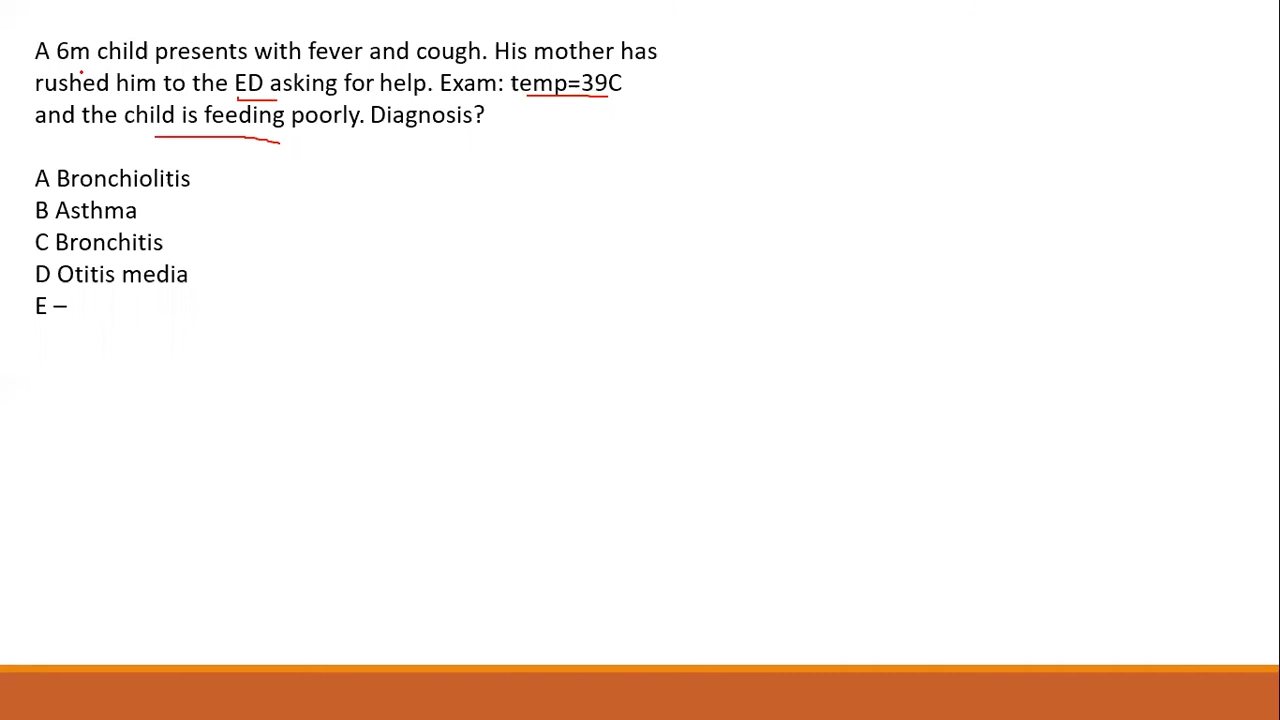 A 6m child presents with fever and cough. His mother has
rushed him to the ED asking for help. Exam: temp=39C
and the child is feeding poorly. Diagnosis?
A Bronchiolitis
B Asthma
C Bronchitis
D Otitis media
E –